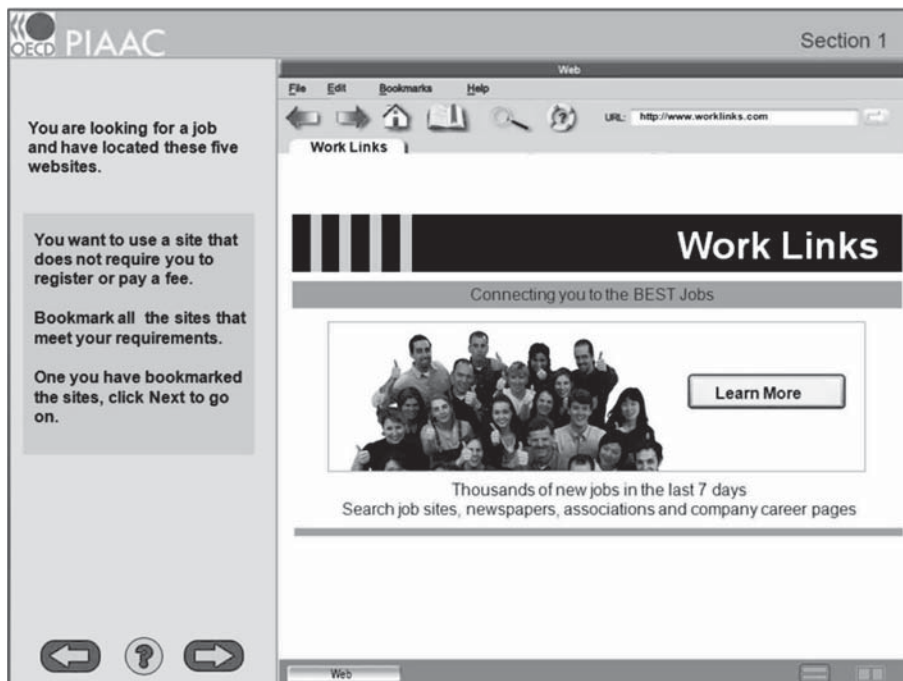 OECD PIAAC
Section 1
You are looking for a job
and have located these five
websites.
You want to use a site that
does not require you to
register or pay a fee.
Bookmark all the sites that
meet your requirements.
One you have bookmarked
the sites, click Next to go
on.
Web
File Edit Bookmarks Help
URL: http://www.worklinks.com
Work Links
Work Links
Connecting you to the BEST Jobs
Learn More
Thousands of new jobs in the last 7 days
Search job sites, newspapers, associations and company career pages
Web